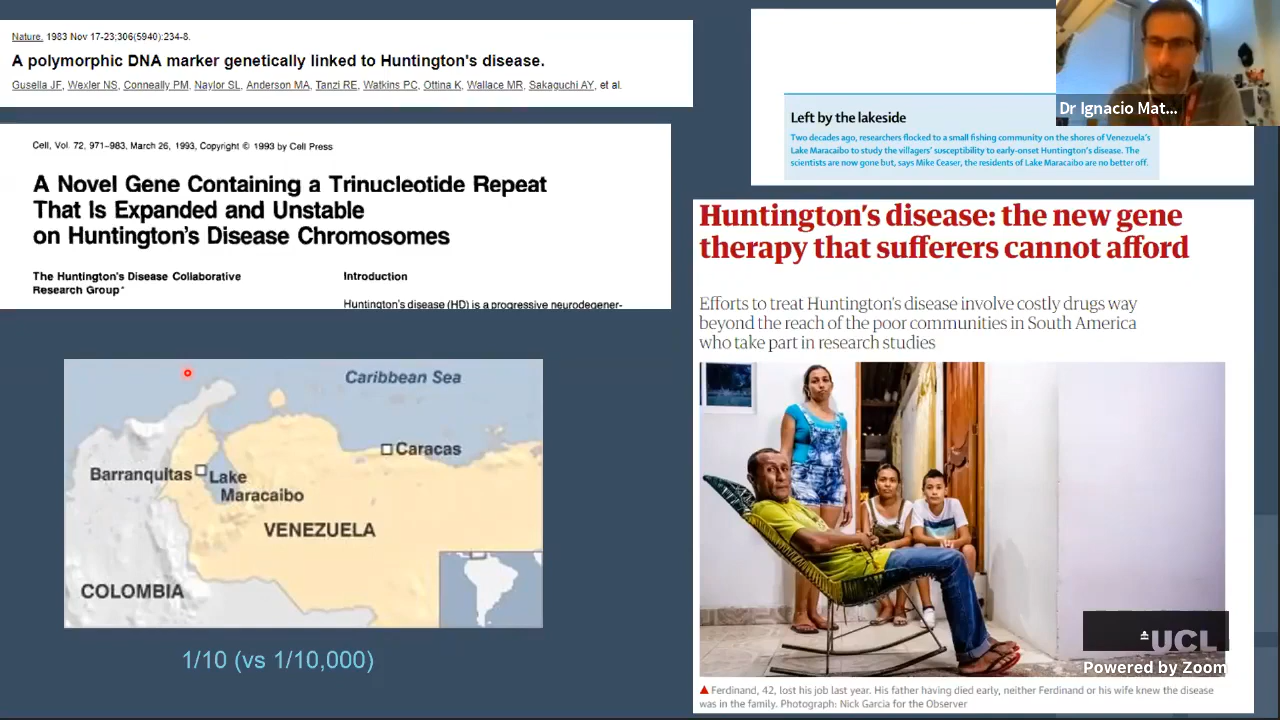 Nature. 1983 Nov 17-23;306(5940):234-8.
A polymorphic DNA marker genetically linked to Huntington's disease.
Gusella JF, Wexler NS, Conneally PM, Naylor SL, Anderson MA, Tanzi RE, Watkins PC, Ottina K, Wallace MR, Sakaguchi AY, et al.
Cell, Vol. 72, 971-983, March 26, 1993, Copyright © 1993 by Cell Press
A Novel Gene Containing a Trinucleotide Repeat
That Is Expanded and Unstable
on Huntington's Disease Chromosomes
The Huntington's Disease Collaborative
Research Group*
Introduction
Huntington's disease (HD) is a progressive neurodegener-
Caribbean Sea
Caracas
Barranquitas
Lake
Maracaibo
VENEZUELA
COLOMBIA
1/10 (vs 1/10,000)
Dr Ignacio Mat...
Left by the lakeside
Two decades ago, researchers flocked to a small fishing community on the shores of Venezuela's
Lake Maracaibo to study the villagers' susceptibility to early-onset Huntington's disease. The
scientists are now gone but, says Mike Ceaser, the residents of Lake Maracaibo are no better off.
Huntington's disease: the new gene
therapy that sufferers cannot afford
Efforts to treat Huntington's disease involve costly drugs way
beyond the reach of the poor communities in South America
who take part in research studies
UCL
Powered by Zoom
Ferdinand, 42, lost his job last year. His father having died early, neither Ferdinand or his wife knew the disease
was in the family. Photograph: Nick Garcia for the Observer